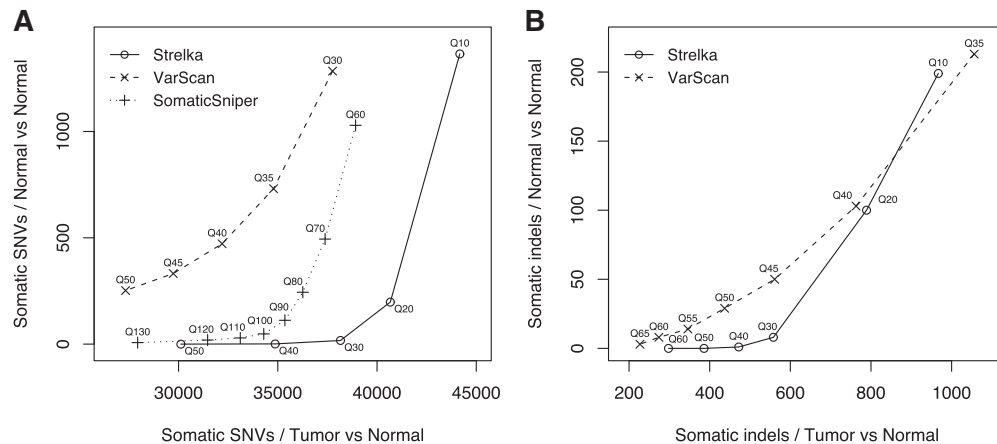 A
Somatic SNVs / Normal vs Normal
1000
500
0
Strelka
VarScan
SomaticSniper
Q10
Q30
Q60
Q35
Q70
Q40
Q45
Q50
Q80
Q90
Q100
Q110
Q120
Q130
Q20
Q30
Q40
Q50
30000 35000 40000 45000
Somatic SNVs / Tumor vs Normal
B
Somatic indels / Normal vs Normal
200
150
100
50
0
Strelka
VarScan
Q35
Q10
Q40
Q20
Q45
Q50
Q55
Q60
Q65
Q30
Q40
Q50
Q60
200 400 600 800 1000
Somatic indels / Tumor vs Normal